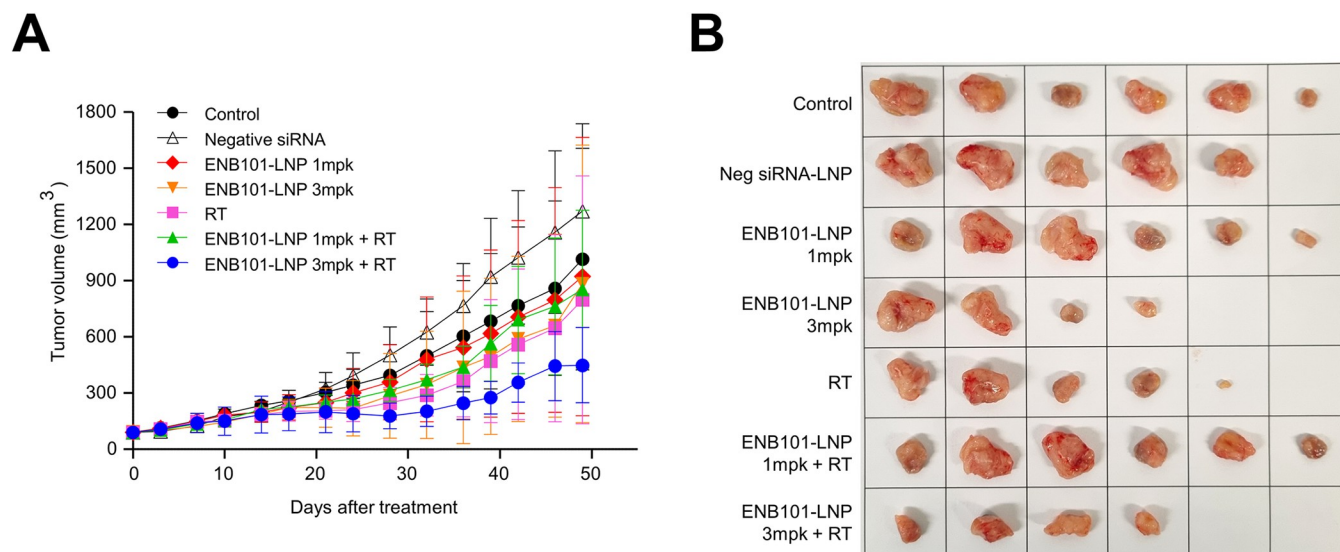 A
B
Tumor volume (mm3)
1800
1500
1200
900
600
300
0
Control
Negative siRNA
ENB101-LNP 1mpk
ENB101-LNP 3mpk
RT
ENB101-LNP 1mpk + RT
ENB101-LNP 3mpk + RT
0
10
20
30
40
50
Days after treatment
Control
Neg siRNA-LNP
ENB101-LNP
1mpk
ENB101-LNP
3mpk
RT
ENB101-LNP
1mpk + RT
ENB101-LNP
3mpk + RT